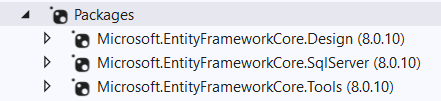 Packages
Microsoft.EntityFrameworkCore.Design (8.0.10)
Microsoft.EntityFrameworkCore.SqlServer (8.0.10)
Microsoft.EntityFrameworkCore.Tools (8.0.10)